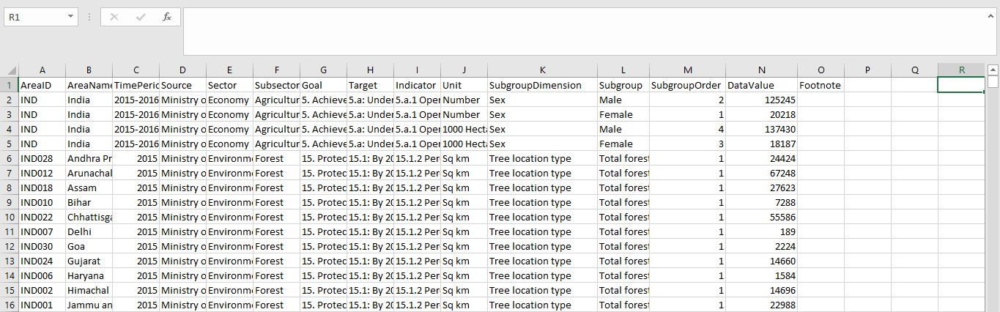 R1 fx
A B C D E F G H I J K L M N O P Q R
1 AreaID AreaName TimePeric Source Sector Subsector Goal Target Indicator Unit SubgroupDimension Subgroup SubgroupOrder DataValue Footnote
2 IND India 2015-2016 Ministry o Economy Agricultur 5. Achieve 5.a: Under 5.a.1 Oper Number Sex Male 2 125245
3 IND India 2015-2016 Ministry o Economy Agricultur 5. Achieve 5.a: Under 5.a.1 Oper Number Sex Female 1 20218
4 IND India 2015-2016 Ministry o Economy Agricultur 5. Achieve 5.a: Under 5.a.1 Oper 1000 Hecta Sex Male 4 137430
5 IND India 2015-2016 Ministry o Economy Agricultur 5. Achieve 5.a: Under 5.a.1 Oper 1000 Hecta Sex Female 3 18187
6 IND028 Andhra Pr 2015 Ministry o Environme Forest 15. Protec 15.1: By 20 15.1.2 Per Sq km Tree location type Total forest 1 24424
7 IND012 Arunachal 2015 Ministry o Environme Forest 15. Protec 15.1: By 20 15.1.2 Per Sq km Tree location type Total forest 1 67248
8 IND018 Assam 2015 Ministry o Environme Forest 15. Protec 15.1: By 20 15.1.2 Per Sq km Tree location type Total forest 1 27623
9 IND010 Bihar 2015 Ministry o Environme Forest 15. Protec 15.1: By 20 15.1.2 Per Sq km Tree location type Total forest 1 7288
10 IND022 Chhattisga 2015 Ministry o Environme Forest 15. Protec 15.1: By 20 15.1.2 Per Sq km Tree location type Total forest 1 55586
11 IND007 Delhi 2015 Ministry o Environme Forest 15. Protec 15.1: By 20 15.1.2 Per Sq km Tree location type Total forest 1 189
12 IND030 Goa 2015 Ministry o Environme Forest 15. Protec 15.1: By 20 15.1.2 Per Sq km Tree location type Total forest 1 2224
13 IND024 Gujarat 2015 Ministry o Environme Forest 15. Protec 15.1: By 20 15.1.2 Per Sq km Tree location type Total forest 1 14660
14 IND006 Haryana 2015 Ministry o Environme Forest 15. Protec 15.1: By 20 15.1.2 Per Sq km Tree location type Total forest 1 1584
15 IND002 Himachal 2015 Ministry o Environme Forest 15. Protec 15.1: By 20 15.1.2 Per Sq km Tree location type Total forest 1 14696
16 IND001 Jammu an 2015 Ministry o Environme Forest 15. Protec 15.1: By 20 15.1.2 Per Sq km Tree location type Total forest 1 22988